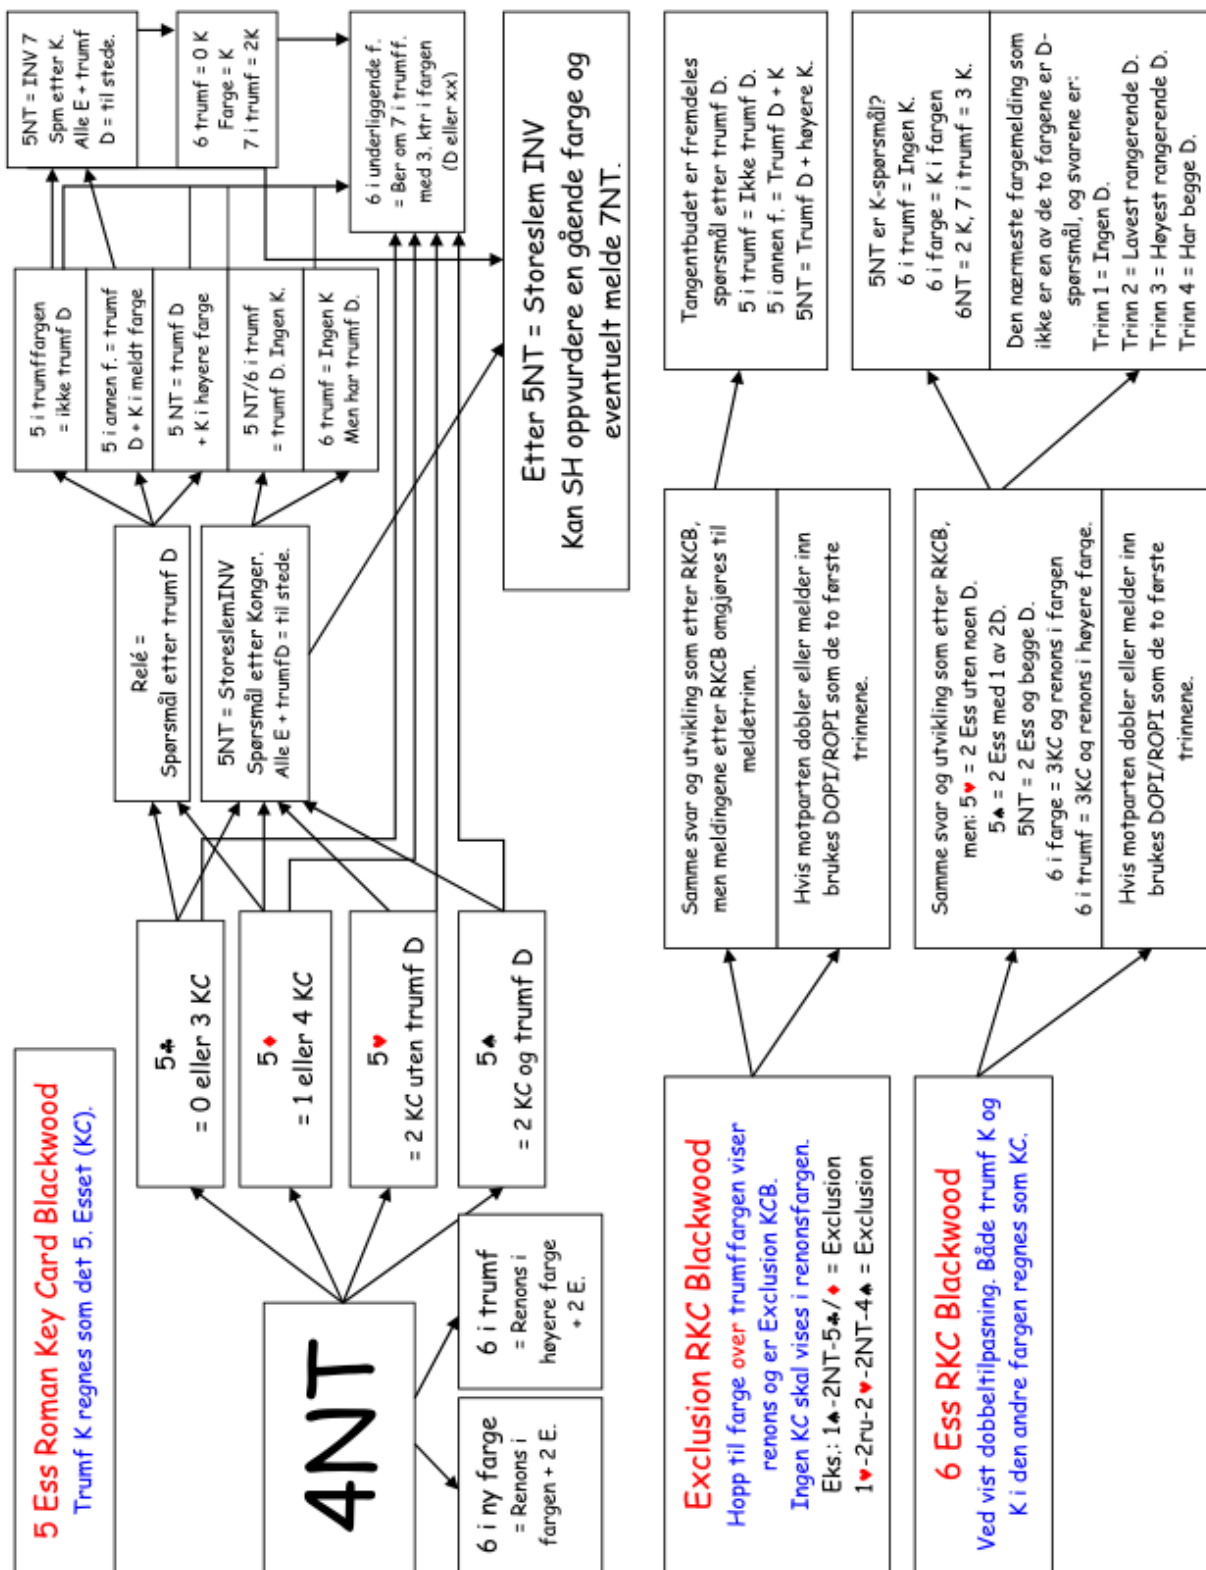 5 Ess Roman Key Card Blackwood
Trumf K regnes som det 5. Esset (KC).
4NT
6 i ny farge
= Renons i
fargen + 2 E.
6 i trumf
= Renons i
høyere farge
+ 2 E.
5♣
= 0 eller 3 KC
5♦
= 1 eller 4 KC
5♥
= 2 KC uten trumf D
5♠
= 2 KC og trumf D
Relé =
Spørsmål etter trumf D
5NT = StoreslemINV
Spørsmål etter Konger.
Alle E + trumfD = til stede.
5 i trumffargen
= ikke trumf D
5 i annen f. = trumf
D + K i meldt farge
5 NT = trumf D
+ K i høyere farge
5 NT/6 i trumf
= trumf D. Ingen K.
6 trumf = Ingen K
Men har trumf D.
5NT = INV 7
Spm etter K.
Alle E + trumf
D = til stede.
6 trumf = 0 K
Farge = K
7 i trumf = 2K
6 i underliggende f.
= Ber om 7 i trumff.
med 3. ktr i fargen
(D eller xx)
Etter 5NT = Storeslem INV
Kan SH oppvurdere en gående farge og
eventuelt melde 7NT.
Exclusion RKC Blackwood
Hopp til farge over trumffargen viser
renons og er Exclusion KCB.
Ingen KC skal vises i renonsfargen.
Eks.: 1♠-2NT-5♣/♦ = Exclusion
1♥-2ru-2♥-2NT-4♠ = Exclusion
Samme svar og utvikling som etter RKCB,
men meldingene etter RKCB omgjøres til
meldetrinn.
Hvis motparten dobler eller melder inn
brukes DOPI/ROPI som de to første
trinnene.
Tangentbudet er fremdeles
spørsmål etter trumf D.
5 i trumf = Ikke trumf D.
5 i annen f. = Trumf D + K
5NT = Trumf D + høyere K.
6 Ess RKC Blackwood
Ved vist dobbeltilpasning. Både trumf K og
K i den andre fargen regnes som KC.
Samme svar og utvikling som etter RKCB,
men: 5♥ = 2 Ess uten noen D.
5♠ = 2 Ess med 1 av 2D.
5NT = 2 Ess og begge D.
6 i farge = 3KC og renons i fargen
6 i trumf = 3KC og renons i høyere farge.
Hvis motparten dobler eller melder inn
brukes DOPI/ROPI som de to første
trinnene.
5NT er K-spørsmål?
6 i trumf = Ingen K.
6 i farge = K i fargen
6NT = 2 K, 7 i trumf = 3 K.
Den nærmeste fargemelding som
ikke er en av de to fargene er D-
spørsmål, og svarene er:
Trinn 1 = Ingen D.
Trinn 2 = Lavest rangerende D.
Trinn 3 = Høyest rangerende D.
Trinn 4 = Har begge D.